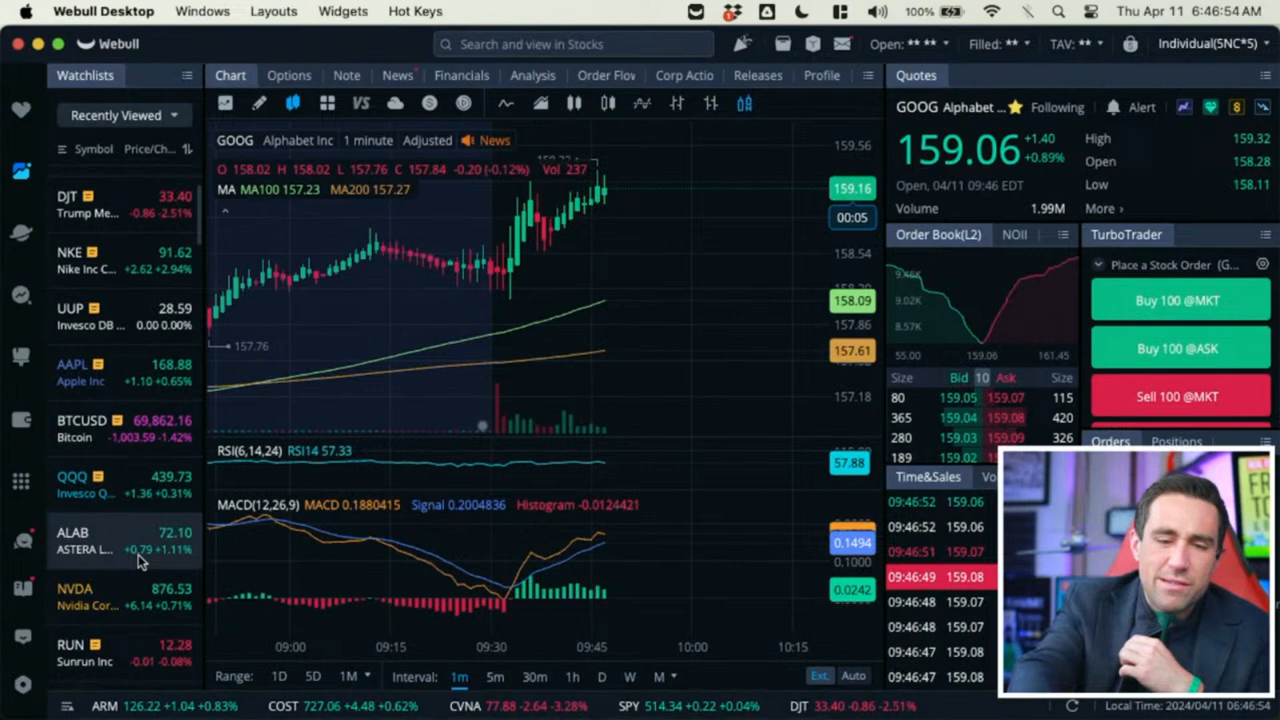 Webull Desktop Windows Layouts Widgets Hot Keys 100% Thu Apr 11 6:46:54 AM
Webull Search and view in Stocks Open: ** ** Filled: ** TAV: ** Individual(5NC*5)
Watchlists
Recently Viewed
Symbol Price/Ch...
DJT 33.40
Trump Me... -0.86 -2.51%
NKE 91.62
Nike Inc C... +2.62 +2.94%
UUP 28.59
Invesco DB ... 0.00 0.00%
AAPL 168.88
Apple Inc +1.10 +0.65%
BTCUSD 69,862.16
Bitcoin -1,003.59 -1.42%
QQQ 439.73
Invesco Q... +1.36 +0.31%
ALAB 72.10
ASTERA L... +0.79 +1.11%
NVDA 876.53
Nvidia Cor... +6.14 +0.71%
RUN 12.28
Sunrun Inc -0.01 -0.08%
Chart Options Note News Financials Analysis Order Flow Corp Actio Releases Profile
VS
GOOG Alphabet Inc 1 minute Adjusted News
O 158.02 H 158.02 L 157.76 C 157.84 -0.20 (-0.12%) Vol 237
MA MA100 157.23 MA200 157.27
159.56
159.16
00:05
158.54
158.09
157.86
157.61
157.18
157.76
RSI(6,14,24) RSI14 57.33
57.88
MACD(12,26,9) MACD 0.1880415 Signal 0.2004836 Histogram -0.0124421
0.1494
0.1000
0.0242
09:00 09:15 09:30 09:45 10:00 10:15
Range: 1D 5D 1M Interval: 1m 5m 30m 1h D W M Ext. Auto
Quotes
GOOG Alphabet ... Following Alert
159.06 +1.40
+0.89%
Open, 04/11 09:46 EDT
Volume 1.99M
High 159.32
Open 158.28
Low 158.11
More
Order Book(L2) NOII
9.46K
9.02K
8.57K
55.00 159.06 161.45
Size Bid 10 Ask Size
80 159.05 159.07 115
365 159.04 159.08 420
280 159.03 159.09 326
189 159.02
TurboTrader
Place a Stock Order (G...
Buy 100 @MKT
Buy 100 @ASK
Sell 100 @MKT
Orders Positions
Time&Sales Vo
09:46:52 159.06
09:46:52 159.06
09:46:51 159.07
09:46:49 159.08
09:46:48 159.07
09:46:48 159.07
09:46:47 159.08
09:46:47 159.08
ARM 126.22 +1.04 +0.83% COST 727.06 +4.48 +0.62% CVNA 77.88 -2.64 -3.28% SPY 514.34 +0.22 +0.04% DJT 33.40 -0.86 -2.51% Local Time: 2024/04/11 06:46:54